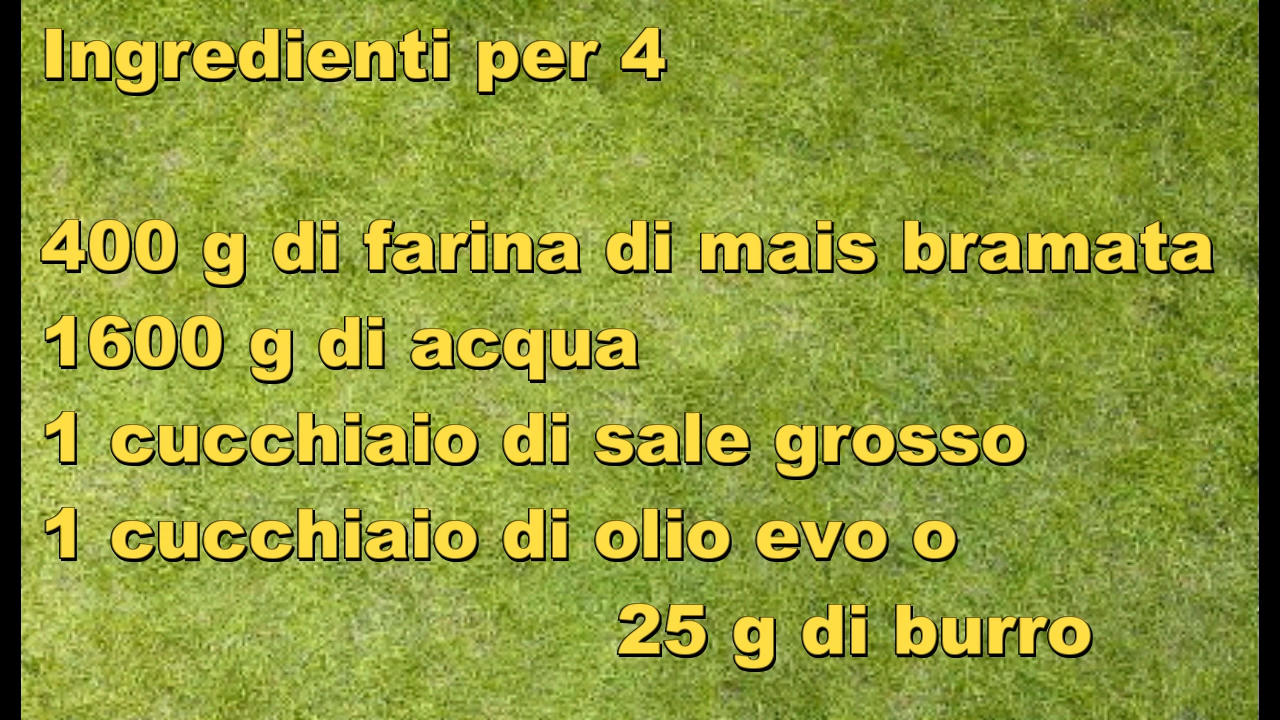 Ingredienti per 4
400 g di farina di mais bramata
1600 g di acqua
1 cucchiaio di sale grosso
1 cucchiaio di olio evo o
25 g di burro